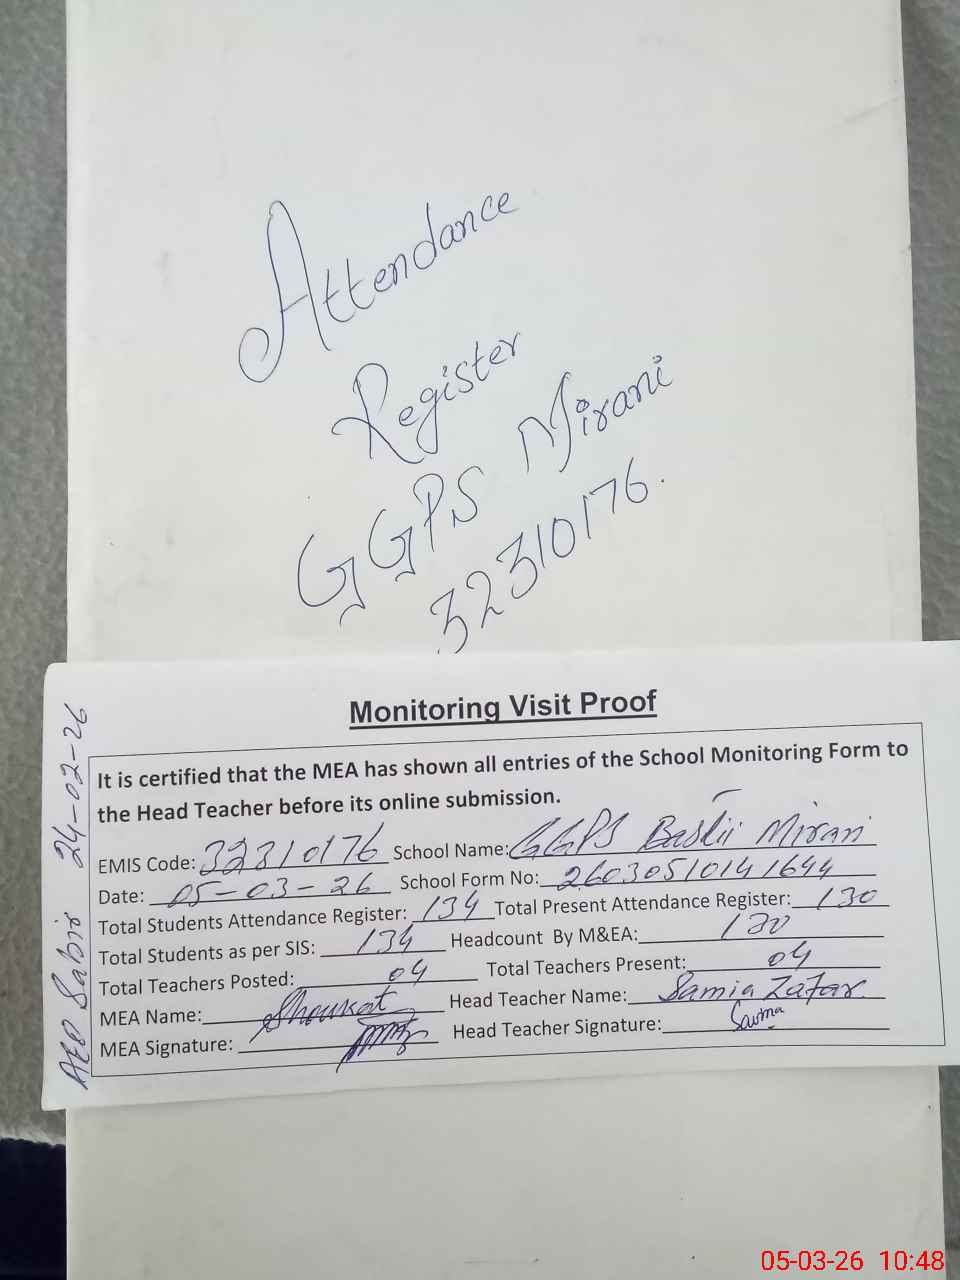 Attendance
Register
GGPS Mirani
32310176.
Monitoring Visit Proof
It is certified that the MEA has shown all entries of the School Monitoring Form to
the Head Teacher before its online submission.
EMIS Code: 32310176 School Name: GGPS Bastii Mirani
Date: 05-03-26 School Form No: 26030510141644
Total Students Attendance Register: 134 Total Present Attendance Register: 130
Total Students as per SIS: 134 Headcount By M&EA: 130
Total Teachers Posted: 04 Total Teachers Present: 04
MEA Name: Shoukat Head Teacher Name: Samia Zafar
MEA Signature: Head Teacher Signature:
AEO Sabir 24-02-26
05-03-26 10:48